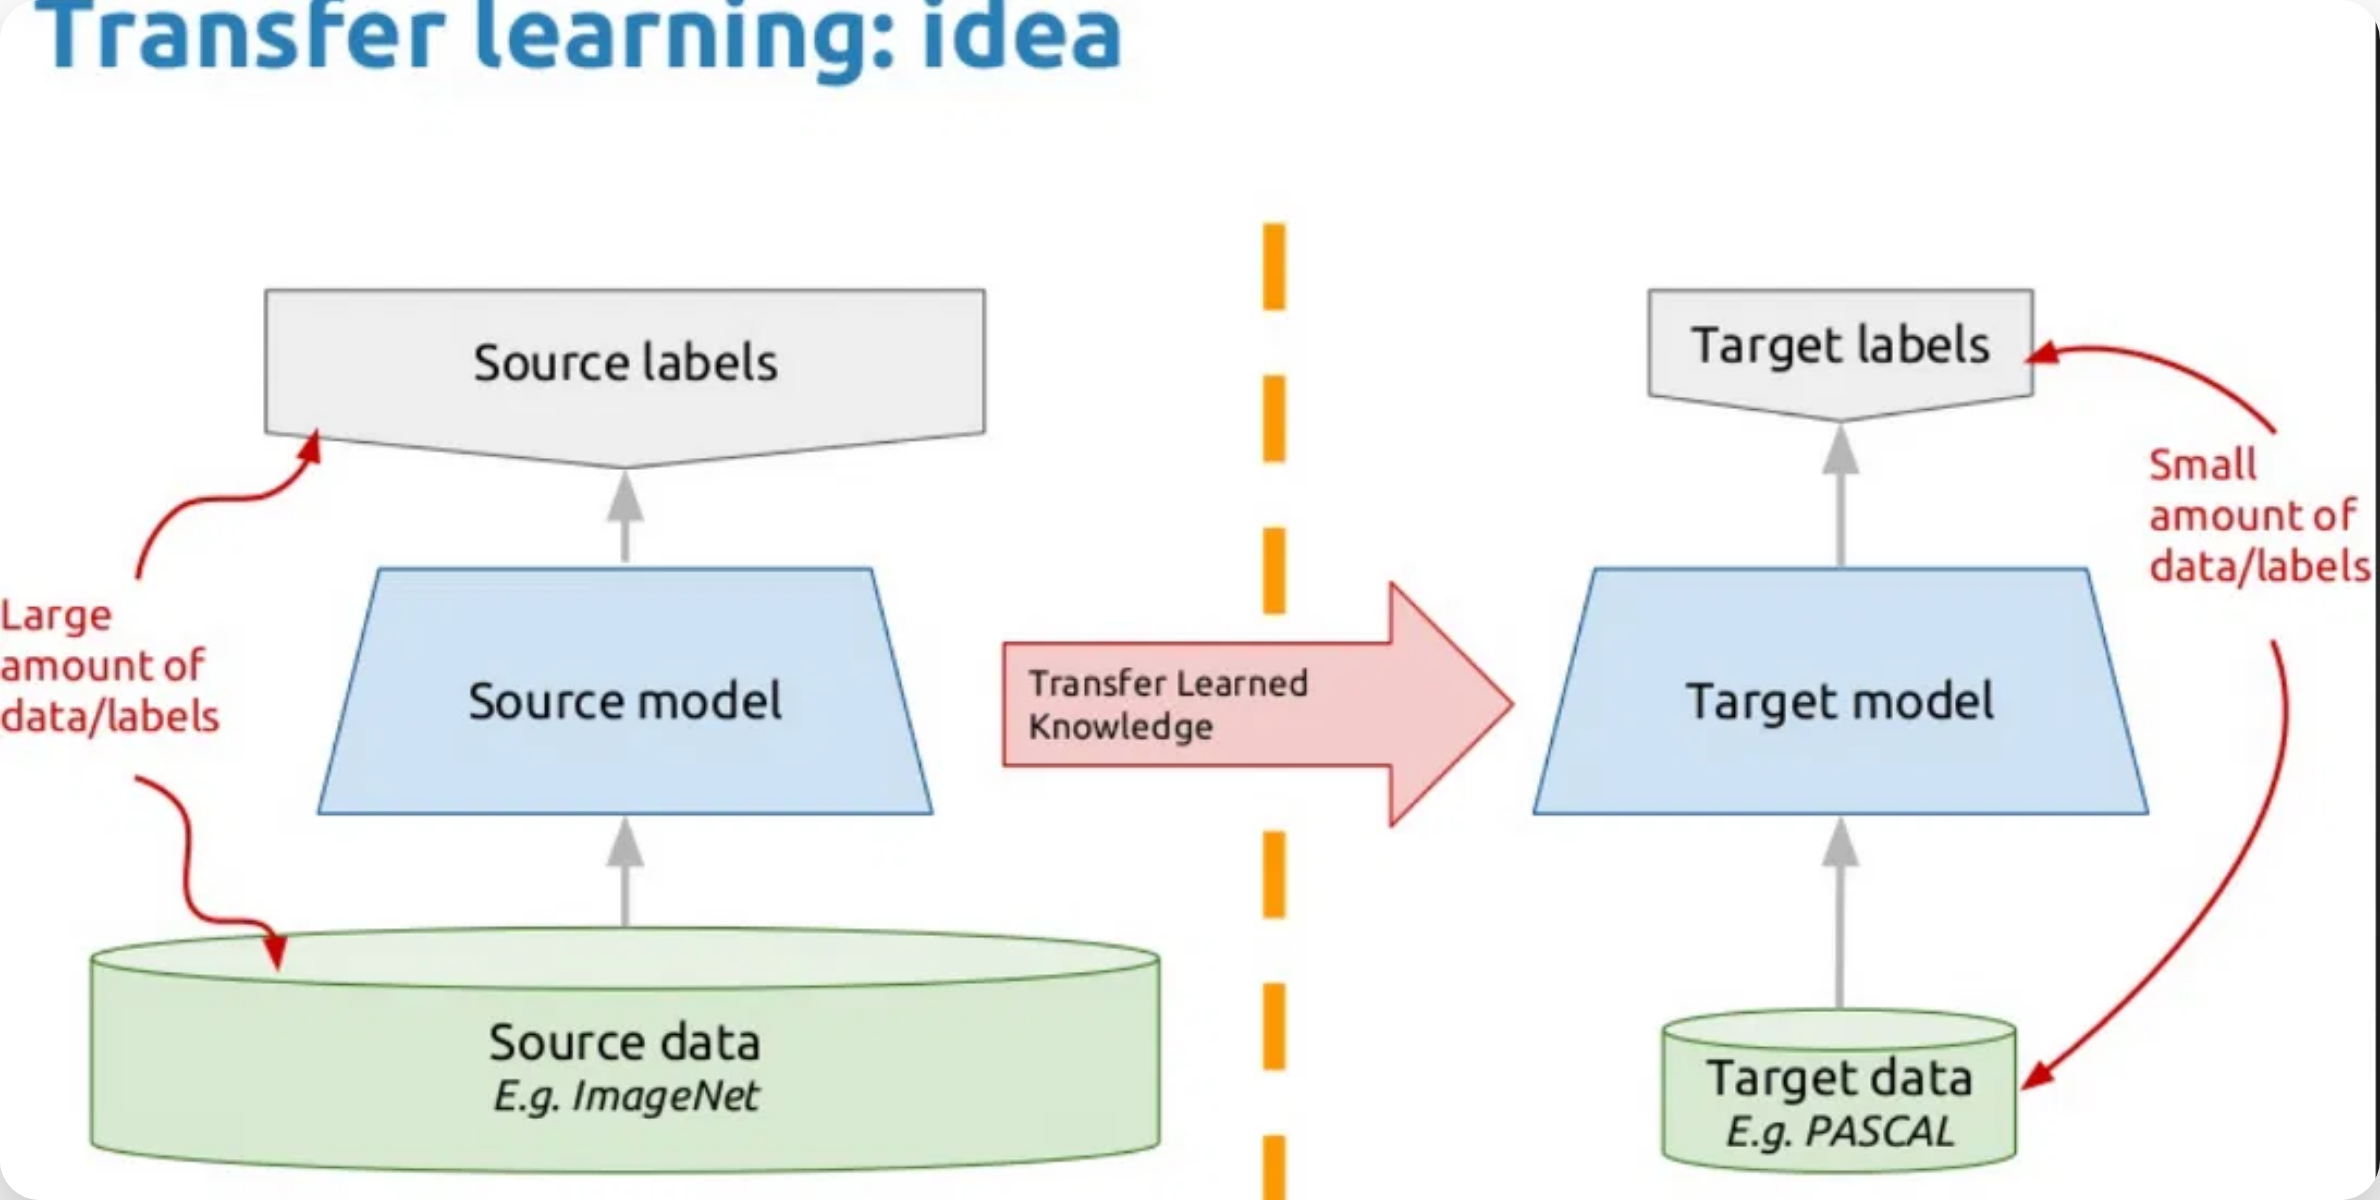 Transfer learning: idea
Source labels
Large
amount of
data/labels
Source model
Source data
E.g. ImageNet
Transfer Learned
Knowledge
Target labels
Small
amount of
data/labels
Target model
Target data
E.g. PASCAL